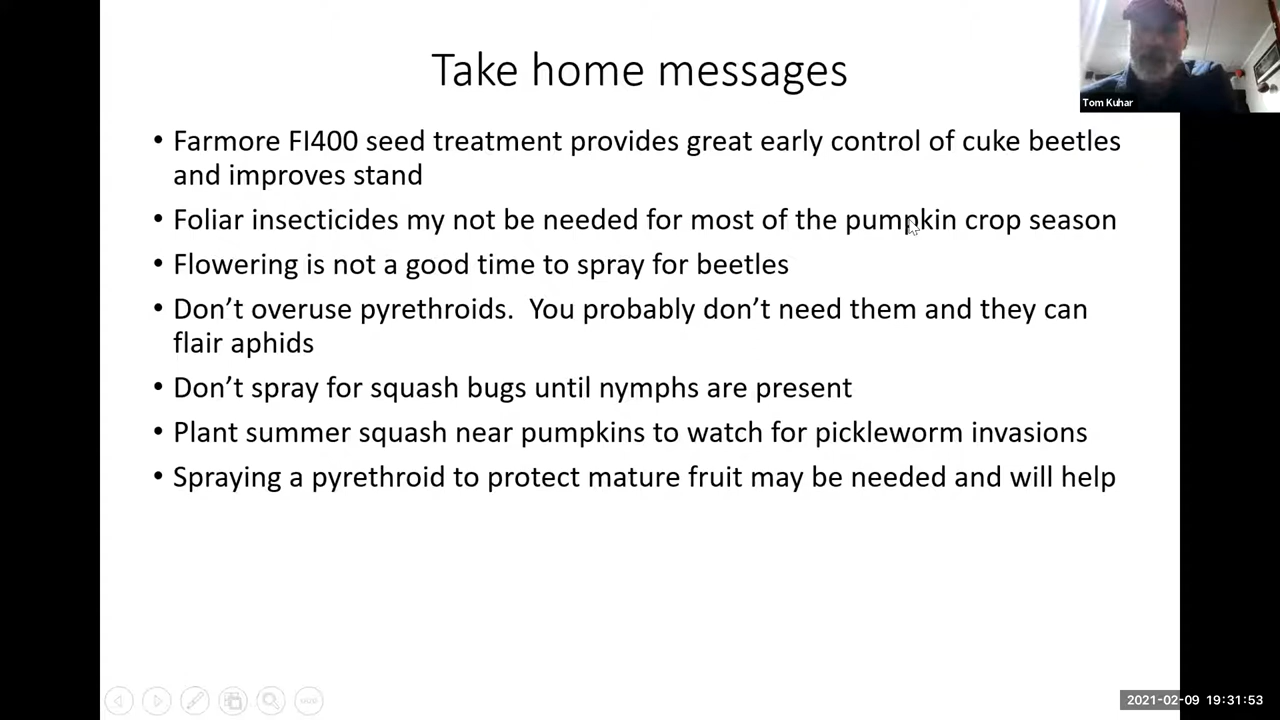 Take home messages
Tom Kuhar
• Farmore FI400 seed treatment provides great early control of cuke beetles
and improves stand
• Foliar insecticides my not be needed for most of the pumpkin crop season
• Flowering is not a good time to spray for beetles
• Don’t overuse pyrethroids.  You probably don’t need them and they can
flair aphids
• Don’t spray for squash bugs until nymphs are present
• Plant summer squash near pumpkins to watch for pickleworm invasions
• Spraying a pyrethroid to protect mature fruit may be needed and will help
2021-02-09 19:31:53